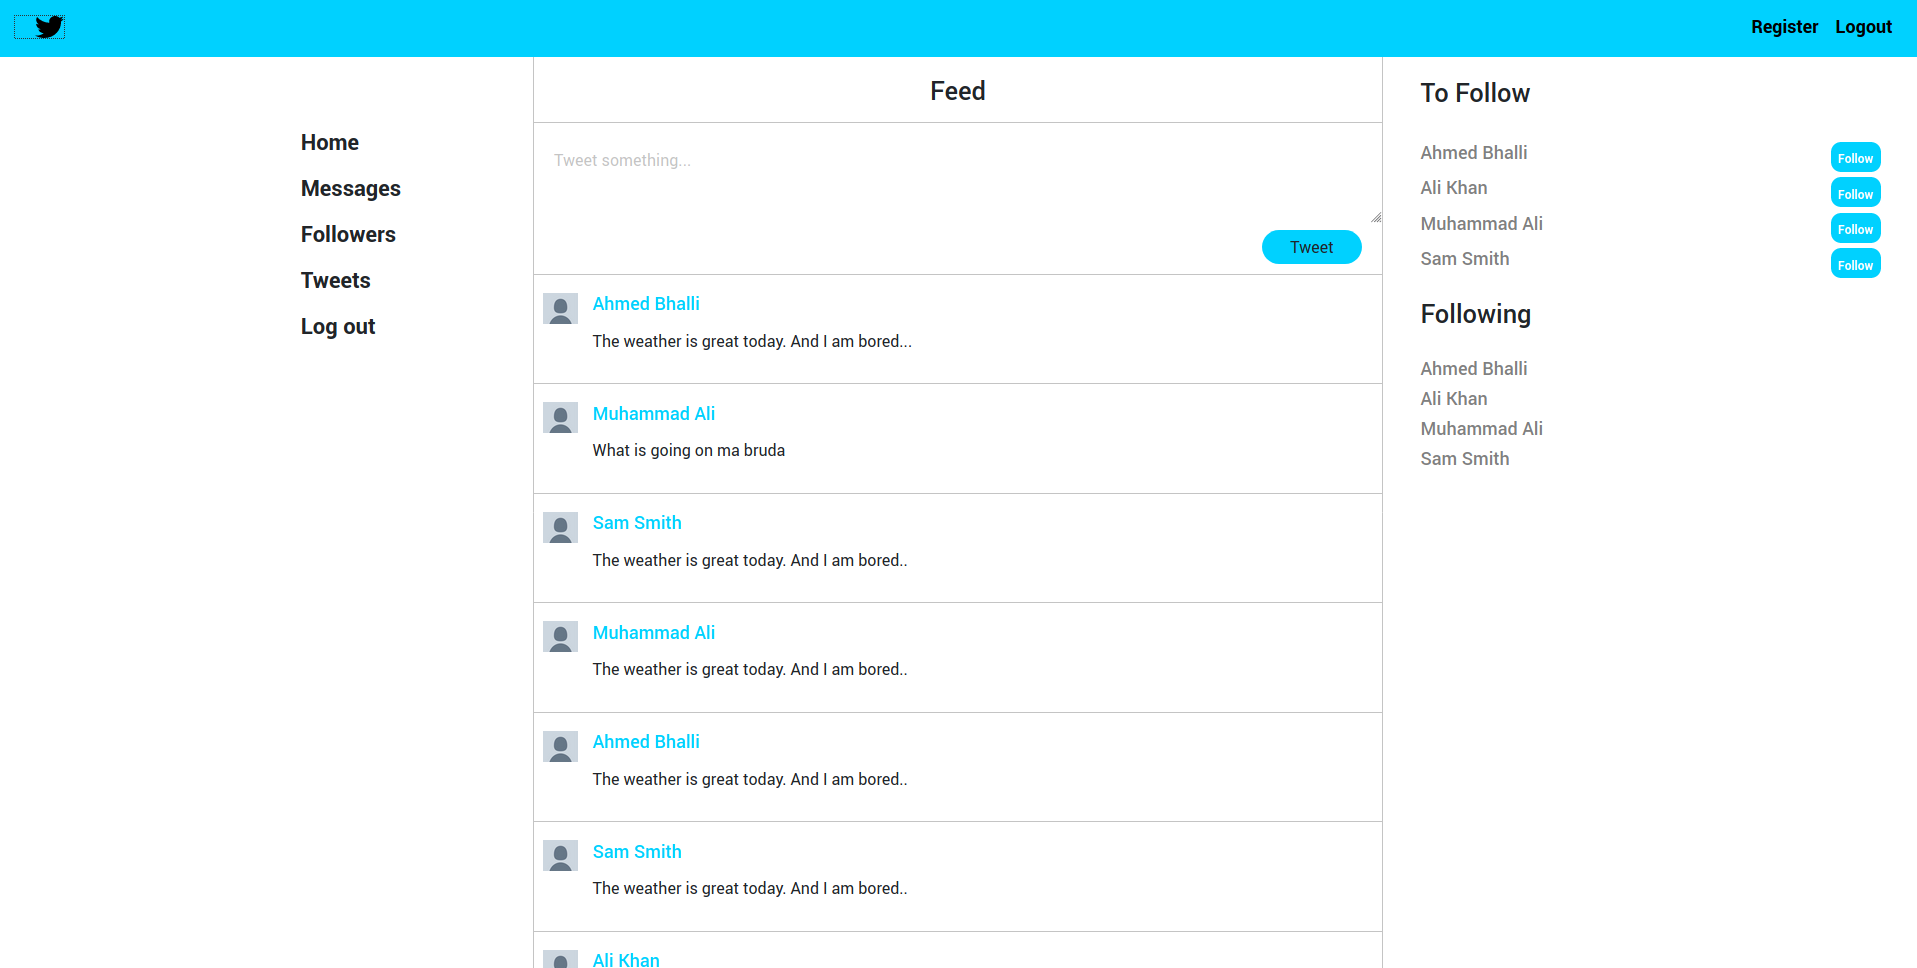 Register Logout
Home
Messages
Followers
Tweets
Log out
Feed
Tweet something...
Tweet
Ahmed Bhalli
The weather is great today. And I am bored...
Muhammad Ali
What is going on ma bruda
Sam Smith
The weather is great today. And I am bored..
Muhammad Ali
The weather is great today. And I am bored..
Ahmed Bhalli
The weather is great today. And I am bored..
Sam Smith
The weather is great today. And I am bored..
Ali Khan
To Follow
Ahmed Bhalli Follow
Ali Khan Follow
Muhammad Ali Follow
Sam Smith Follow
Following
Ahmed Bhalli
Ali Khan
Muhammad Ali
Sam Smith